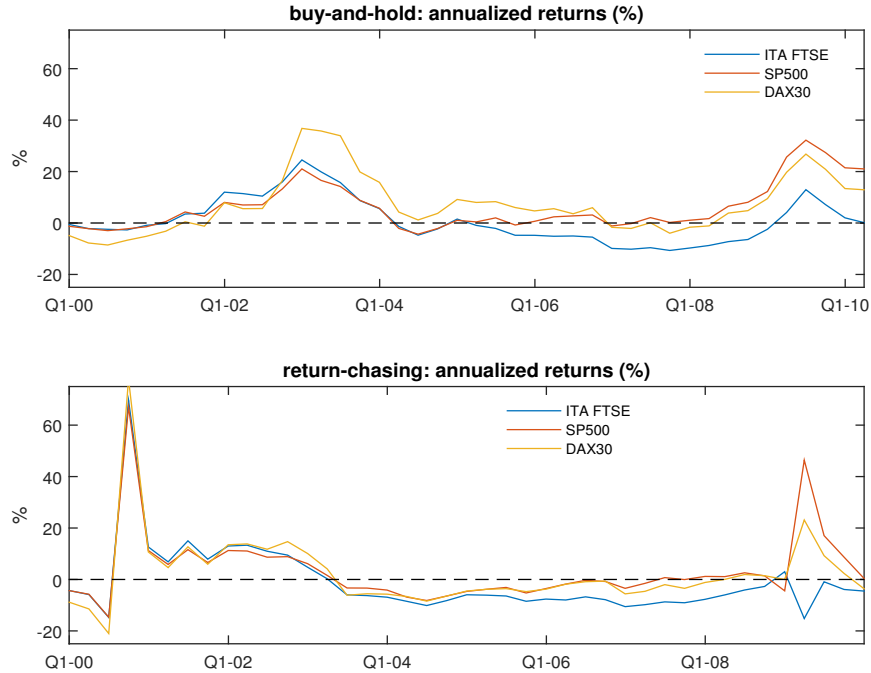 buy-and-hold: annualized returns (%)
60
40
20
0
-20
%
ITA FTSE
SP500
DAX30
Q1-00 Q1-02 Q1-04 Q1-06 Q1-08 Q1-10
return-chasing: annualized returns (%)
60
40
20
0
-20
%
ITA FTSE
SP500
DAX30
Q1-00 Q1-02 Q1-04 Q1-06 Q1-08